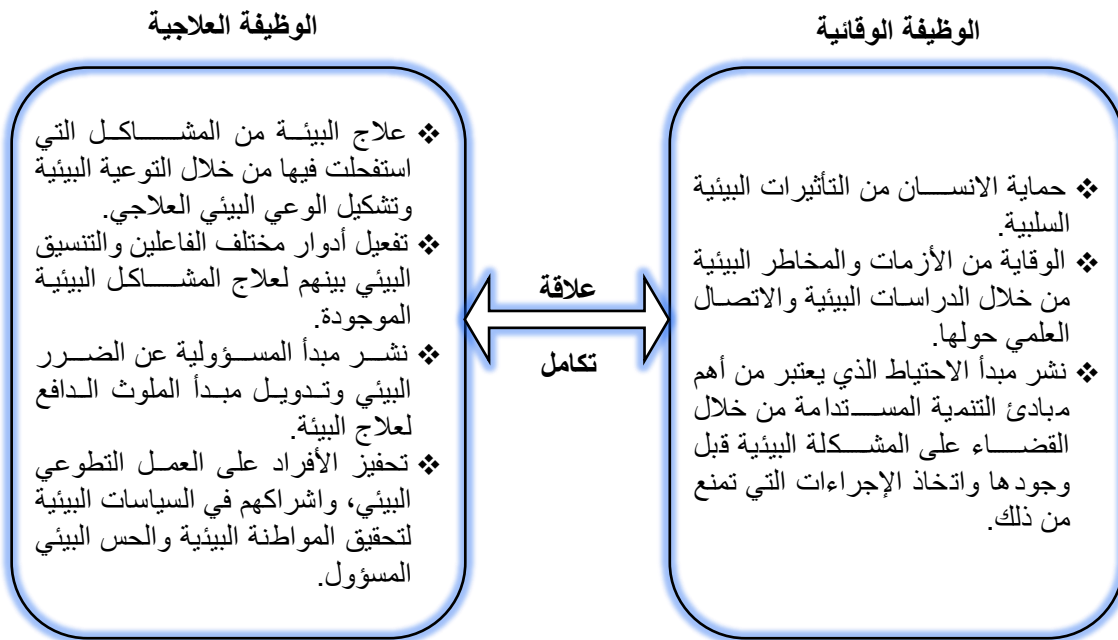 الوظيفة الوقائية
❖ حماية الانسان من التأثيرات البيئية
السلبية.
❖ الوقاية من الأزمات والمخاطر البيئية
من خلال الدراسات البيئية والاتصال
العلمي حولها.
❖ نشر مبدأ الاحتياط الذي يعتبر من أهم
مبادئ التنمية المستدامة من خلال
القضاء على المشكلة البيئية قبل
وجودها واتخاذ الإجراءات التي تمنع
من ذلك.
علاقة
تكامل
الوظيفة العلاجية
❖ علاج البيئة من المشاكل التي
استفحلت فيها من خلال التوعية البيئية
وتشكيل الوعي البيئي العلاجي.
❖ تفعيل أدوار مختلف الفاعلين والتنسيق
البيئي بينهم لعلاج المشاكل البيئية
الموجودة.
❖ نشر مبدأ المسؤولية عن الضرر
البيئي وتدويل مبدأ الملوث الدافع
لعلاج البيئة.
❖ تحفيز الأفراد على العمل التطوعي
البيئي، واشراكهم في السياسات البيئية
لتحقيق المواطنة البيئية والحس البيئي
المسؤول.